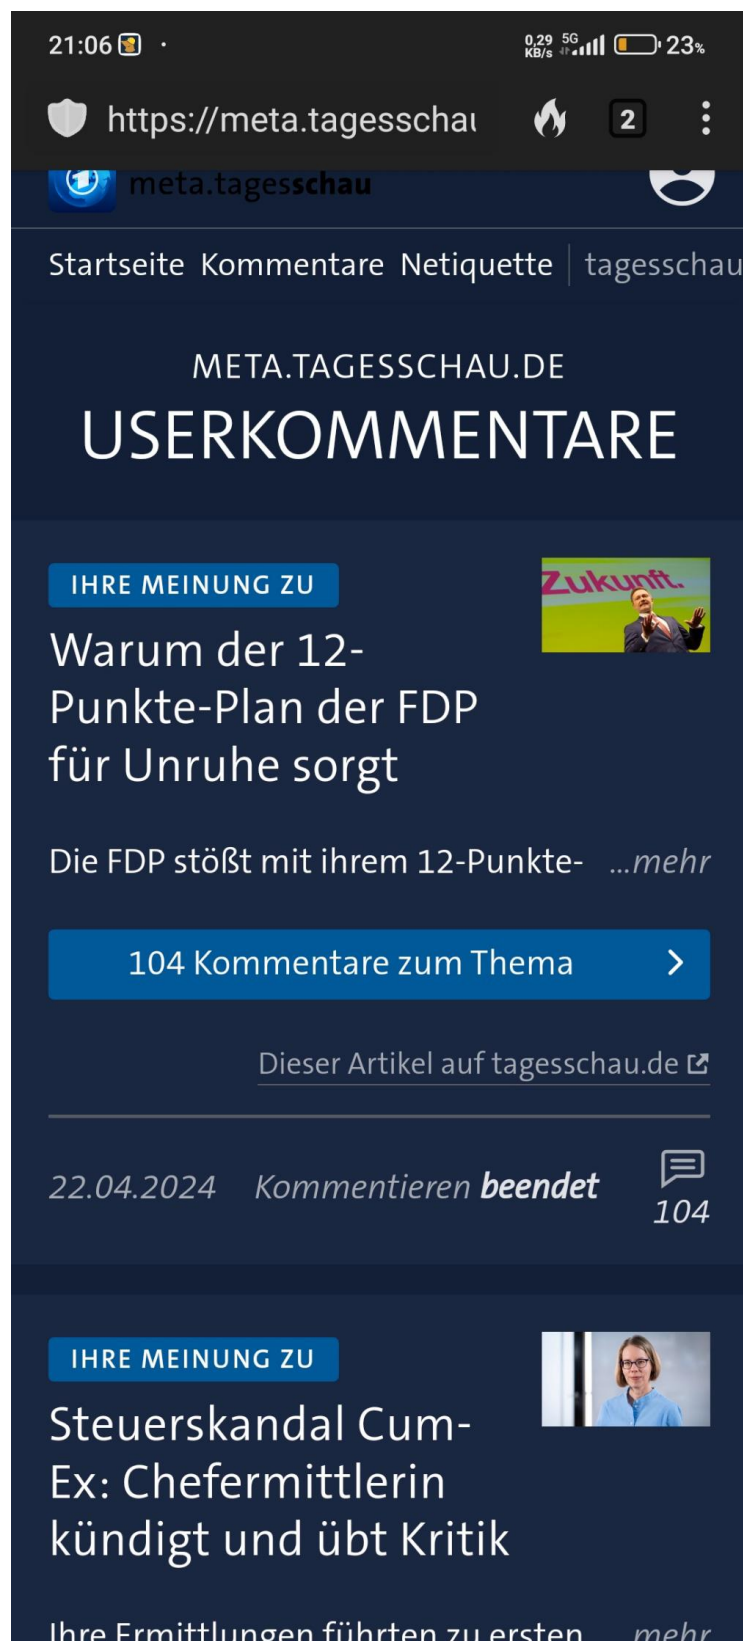 21:06 ·
0,29 KB/s 5G 23%
https://meta.tagesschau
2
meta.tagesschau
Startseite Kommentare Netiquette | tagesschau
META.TAGESSCHAU.DE
USERKOMMENTARE
IHRE MEINUNG ZU
Zukunft.
Warum der 12-
Punkte-Plan der FDP
für Unruhe sorgt
Die FDP stößt mit ihrem 12-Punkte- ...mehr
104 Kommentare zum Thema
Dieser Artikel auf tagesschau.de
22.04.2024 Kommentieren beendet 104
IHRE MEINUNG ZU
Steuerskandal Cum-
Ex: Chefermittlerin
kündigt und übt Kritik
Ihre Ermittlungen führten zu ersten mehr